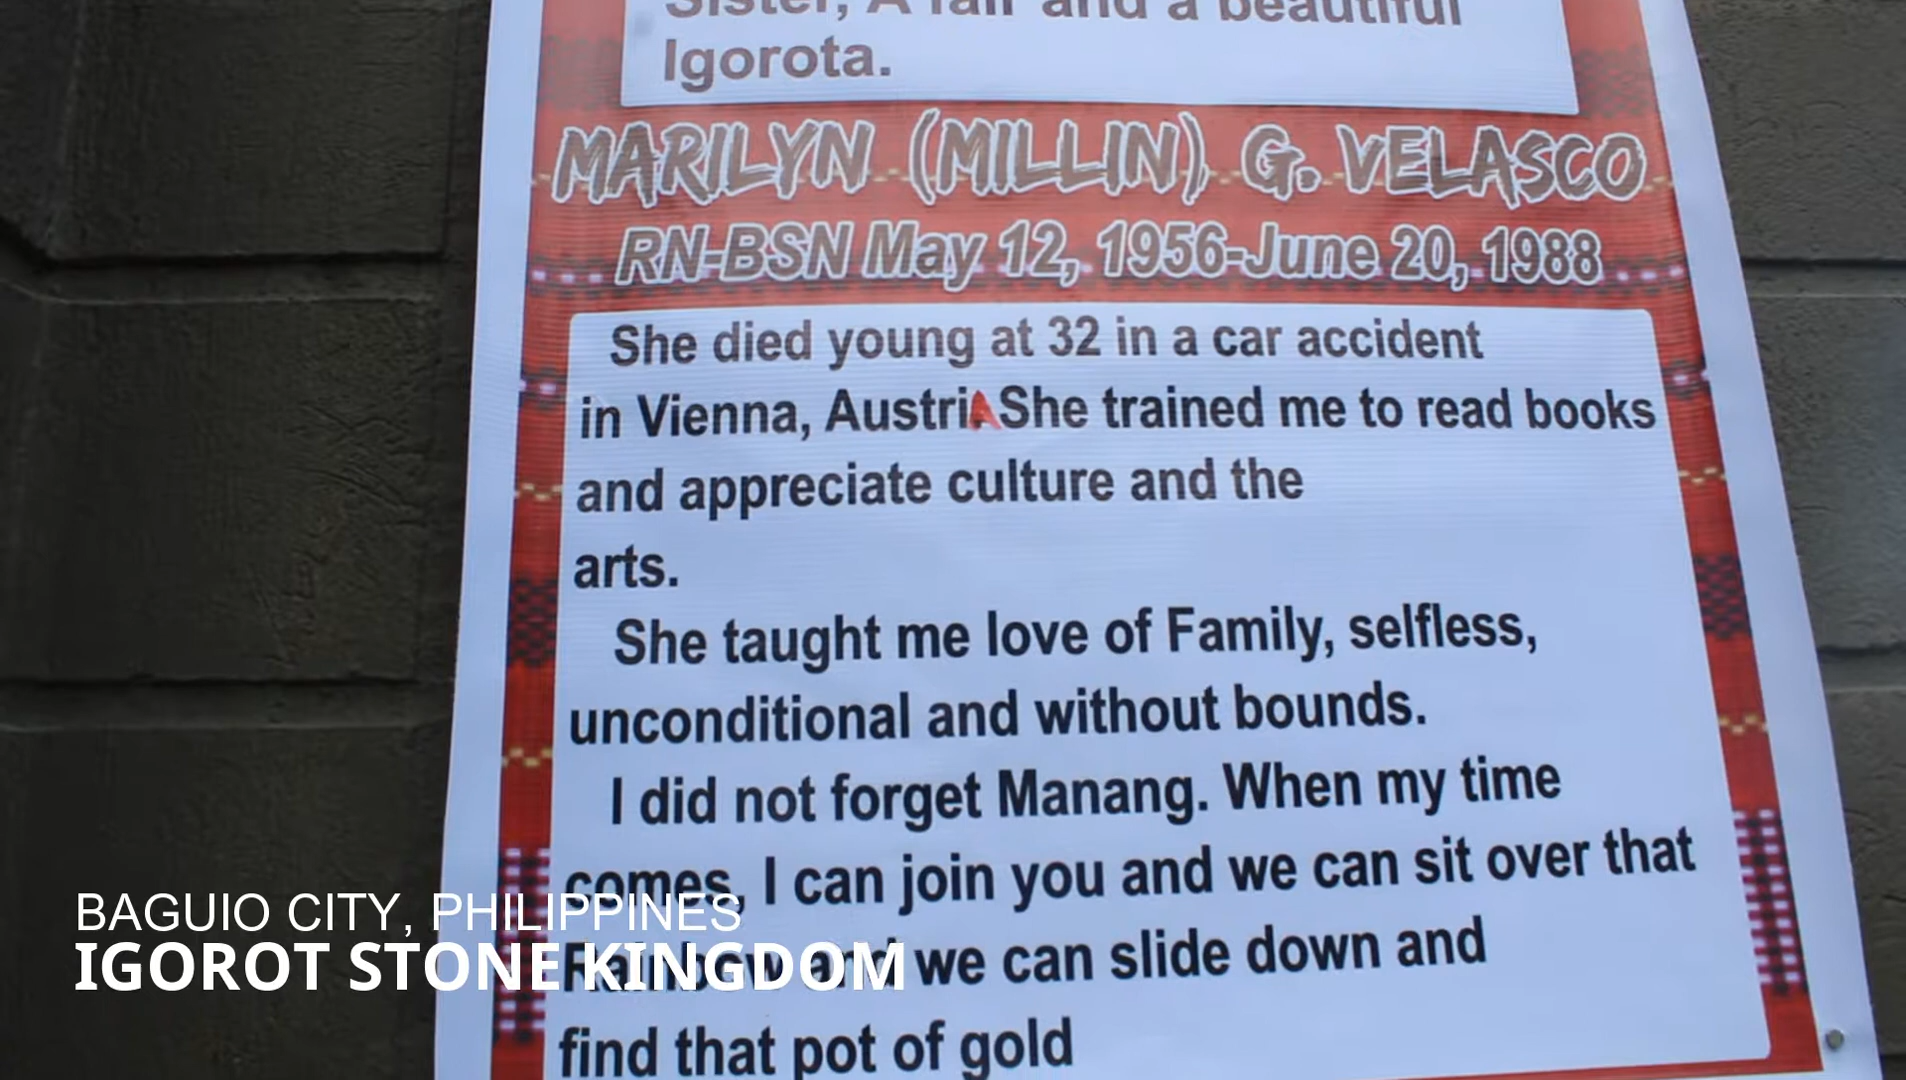 Sister, A fair and a beautiful
Igorota.
MARILYN (MILLIN) G. VELASCO
RN-BSN May 12, 1956-June 20, 1988
She died young at 32 in a car accident
in Vienna, AustriA She trained me to read books
and appreciate culture and the
arts.
She taught me love of Family, selfless,
unconditional and without bounds.
I did not forget Manang. When my time
comes, I can join you and we can sit over that
Rainbow and we can slide down and
find that pot of gold
BAGUIO CITY, PHILIPPINES
IGOROT STONE KINGDOM